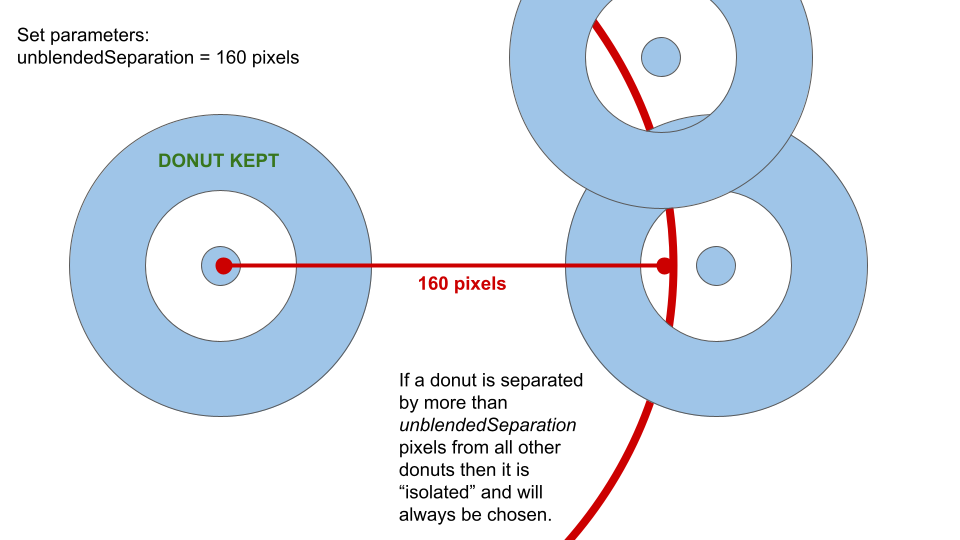 Set parameters:
unblendedSeparation = 160 pixels
DONUT KEPT
160 pixels
If a donut is separated
by more than
unblendedSeparation
pixels from all other
donuts then it is
“isolated” and will
always be chosen.